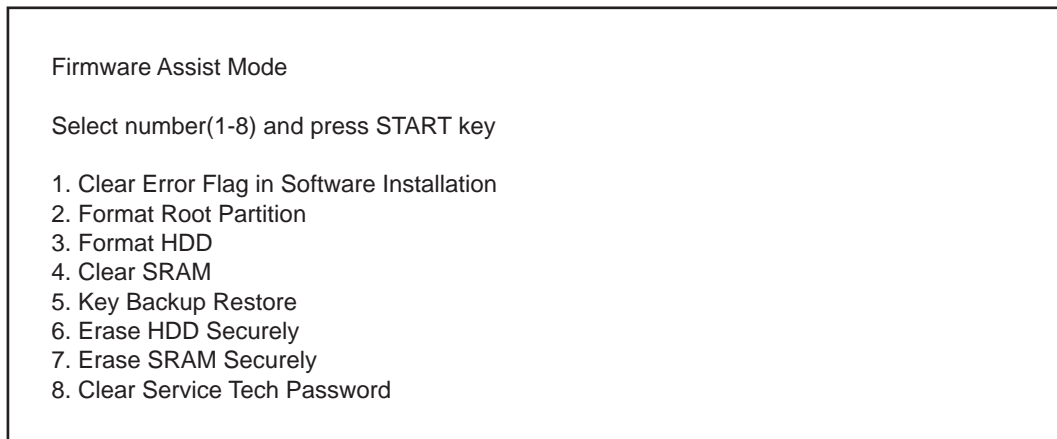 Firmware Assist Mode
Select number(1-8) and press START key
1. Clear Error Flag in Software Installation
2. Format Root Partition
3. Format HDD
4. Clear SRAM
5. Key Backup Restore
6. Erase HDD Securely
7. Erase SRAM Securely
8. Clear Service Tech Password